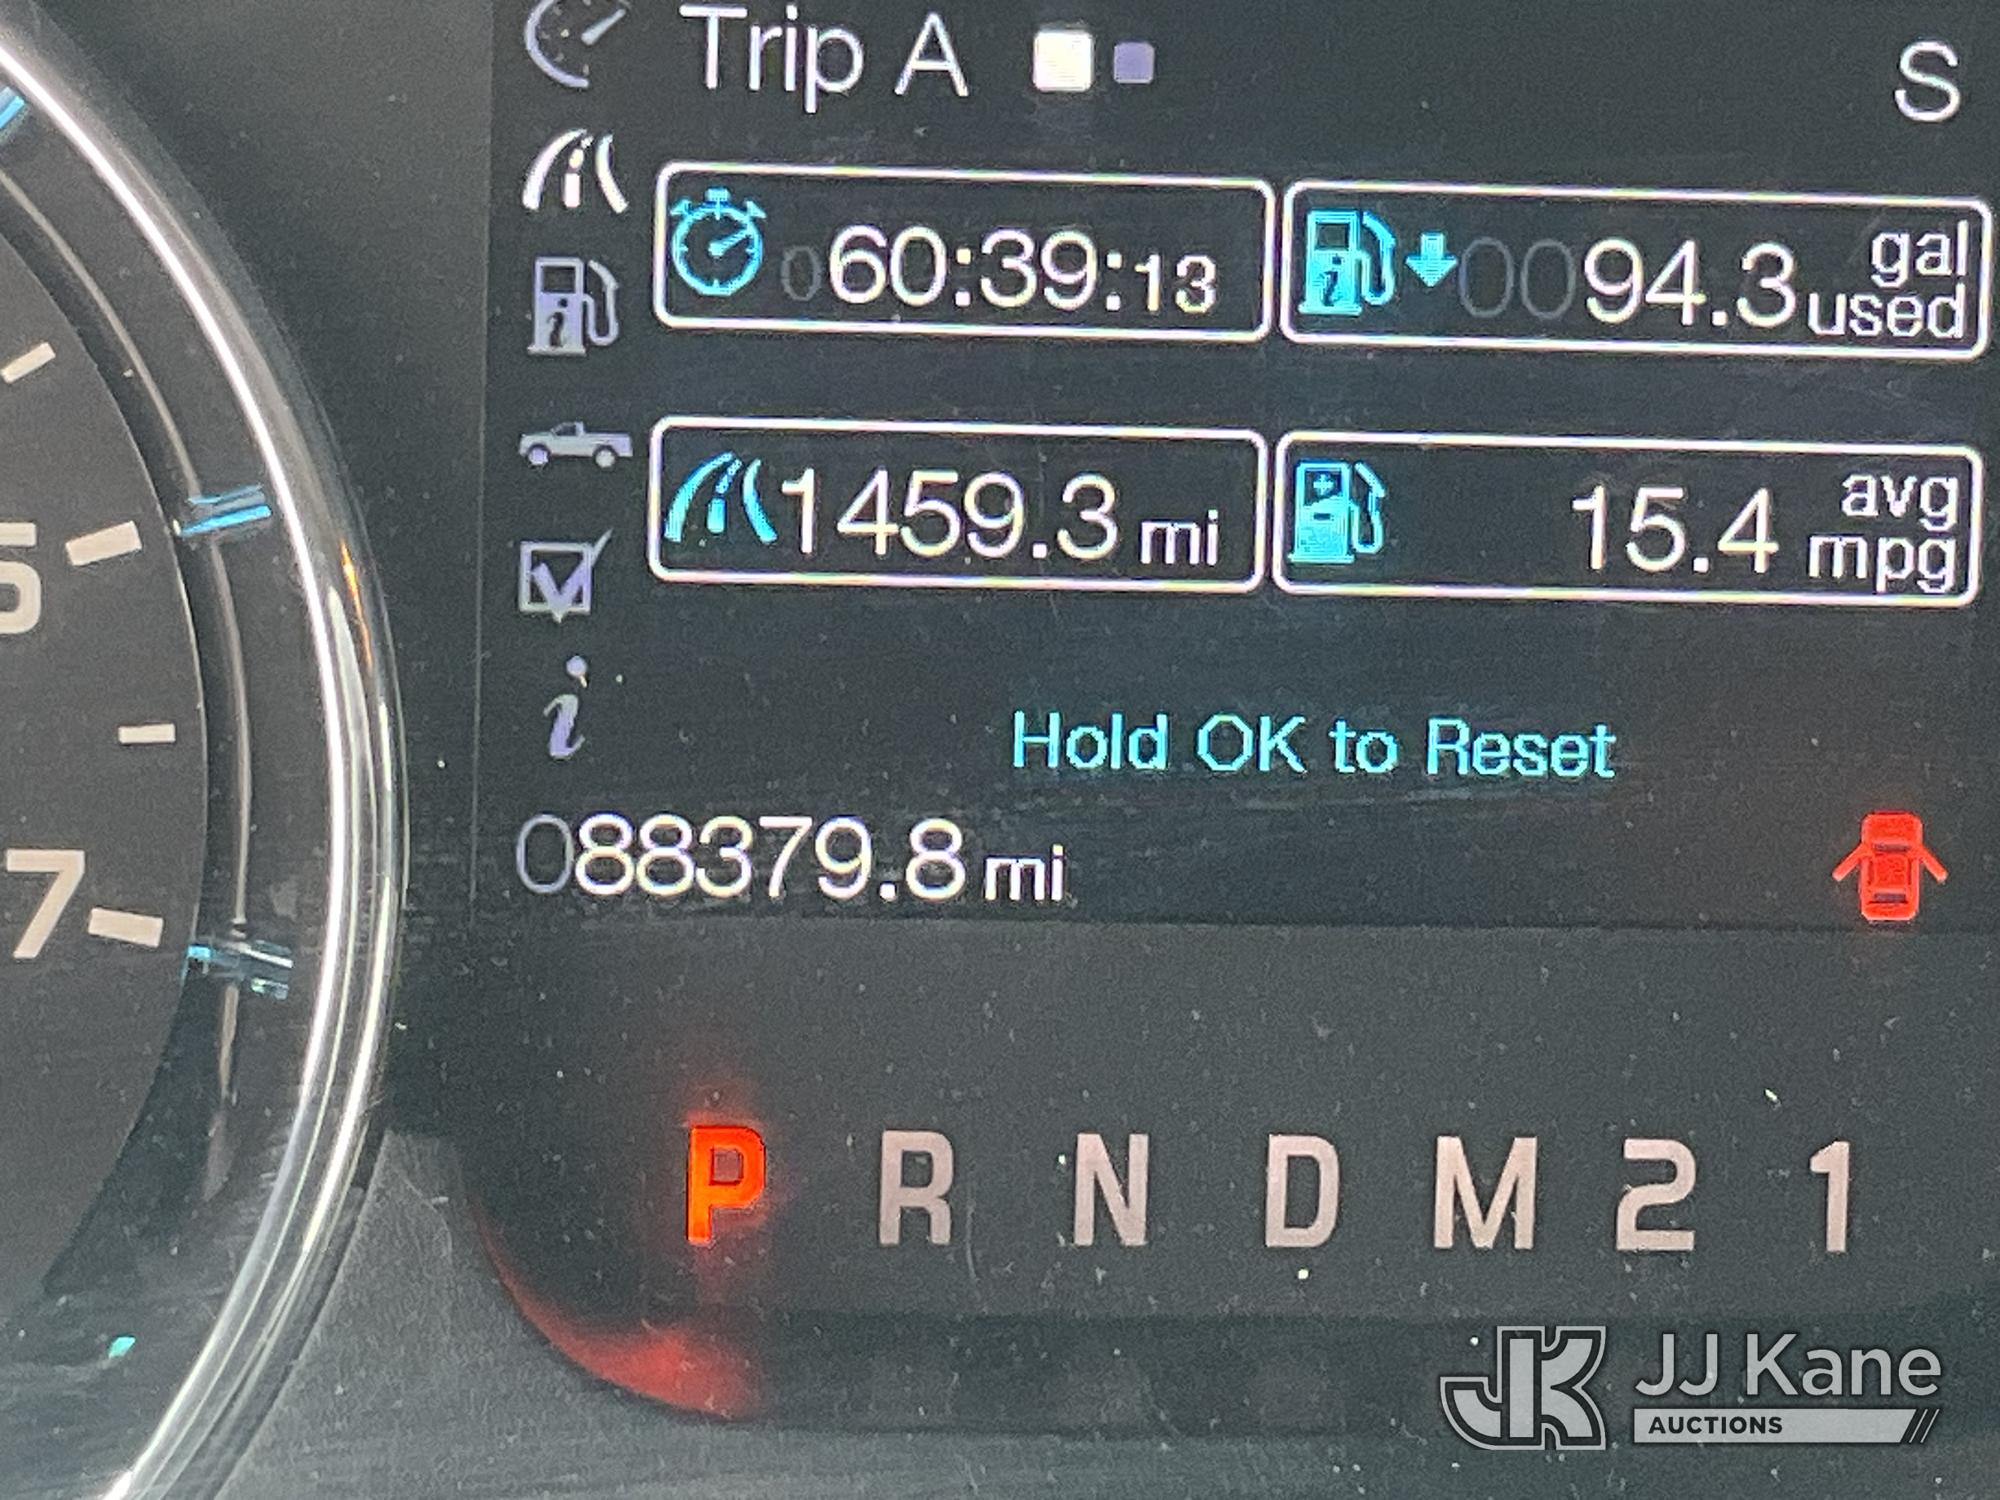 Trip A
S
060:39:13
0094.3 gal used
1459.3 mi
15.4 avg mpg
Hold OK to Reset
088379.8 mi
5
7
P R N D M 2 1
JK
JJ Kane
AUCTIONS